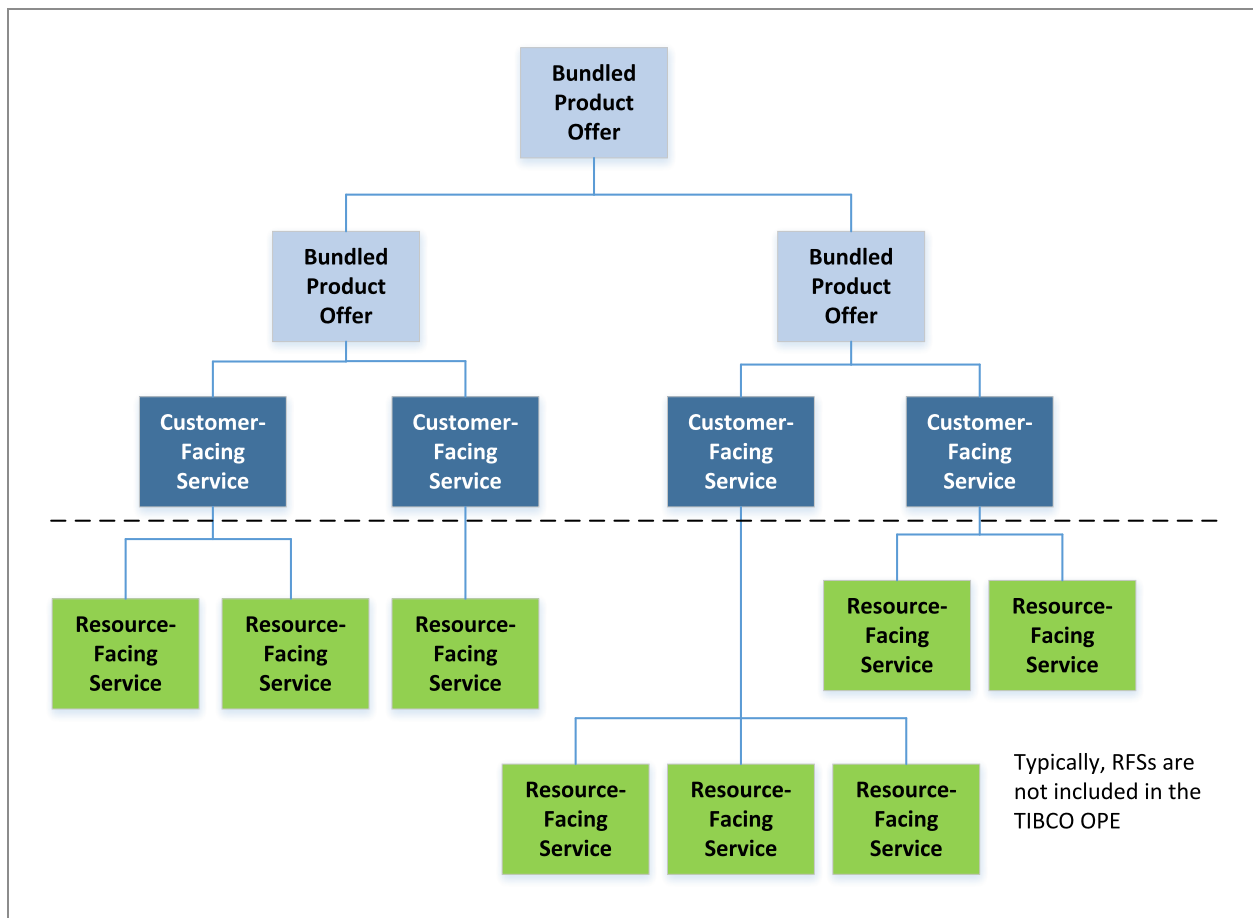 Bundled
Product
Offer
Bundled
Product
Offer
Bundled
Product
Offer
Customer-
Facing
Service
Customer-
Facing
Service
Customer-
Facing
Service
Customer-
Facing
Service
Resource-
Facing
Service
Resource-
Facing
Service
Resource-
Facing
Service
Resource-
Facing
Service
Resource-
Facing
Service
Resource-
Facing
Service
Resource-
Facing
Service
Resource-
Facing
Service
Typically, RFSs are
not included in the
TIBCO OPE